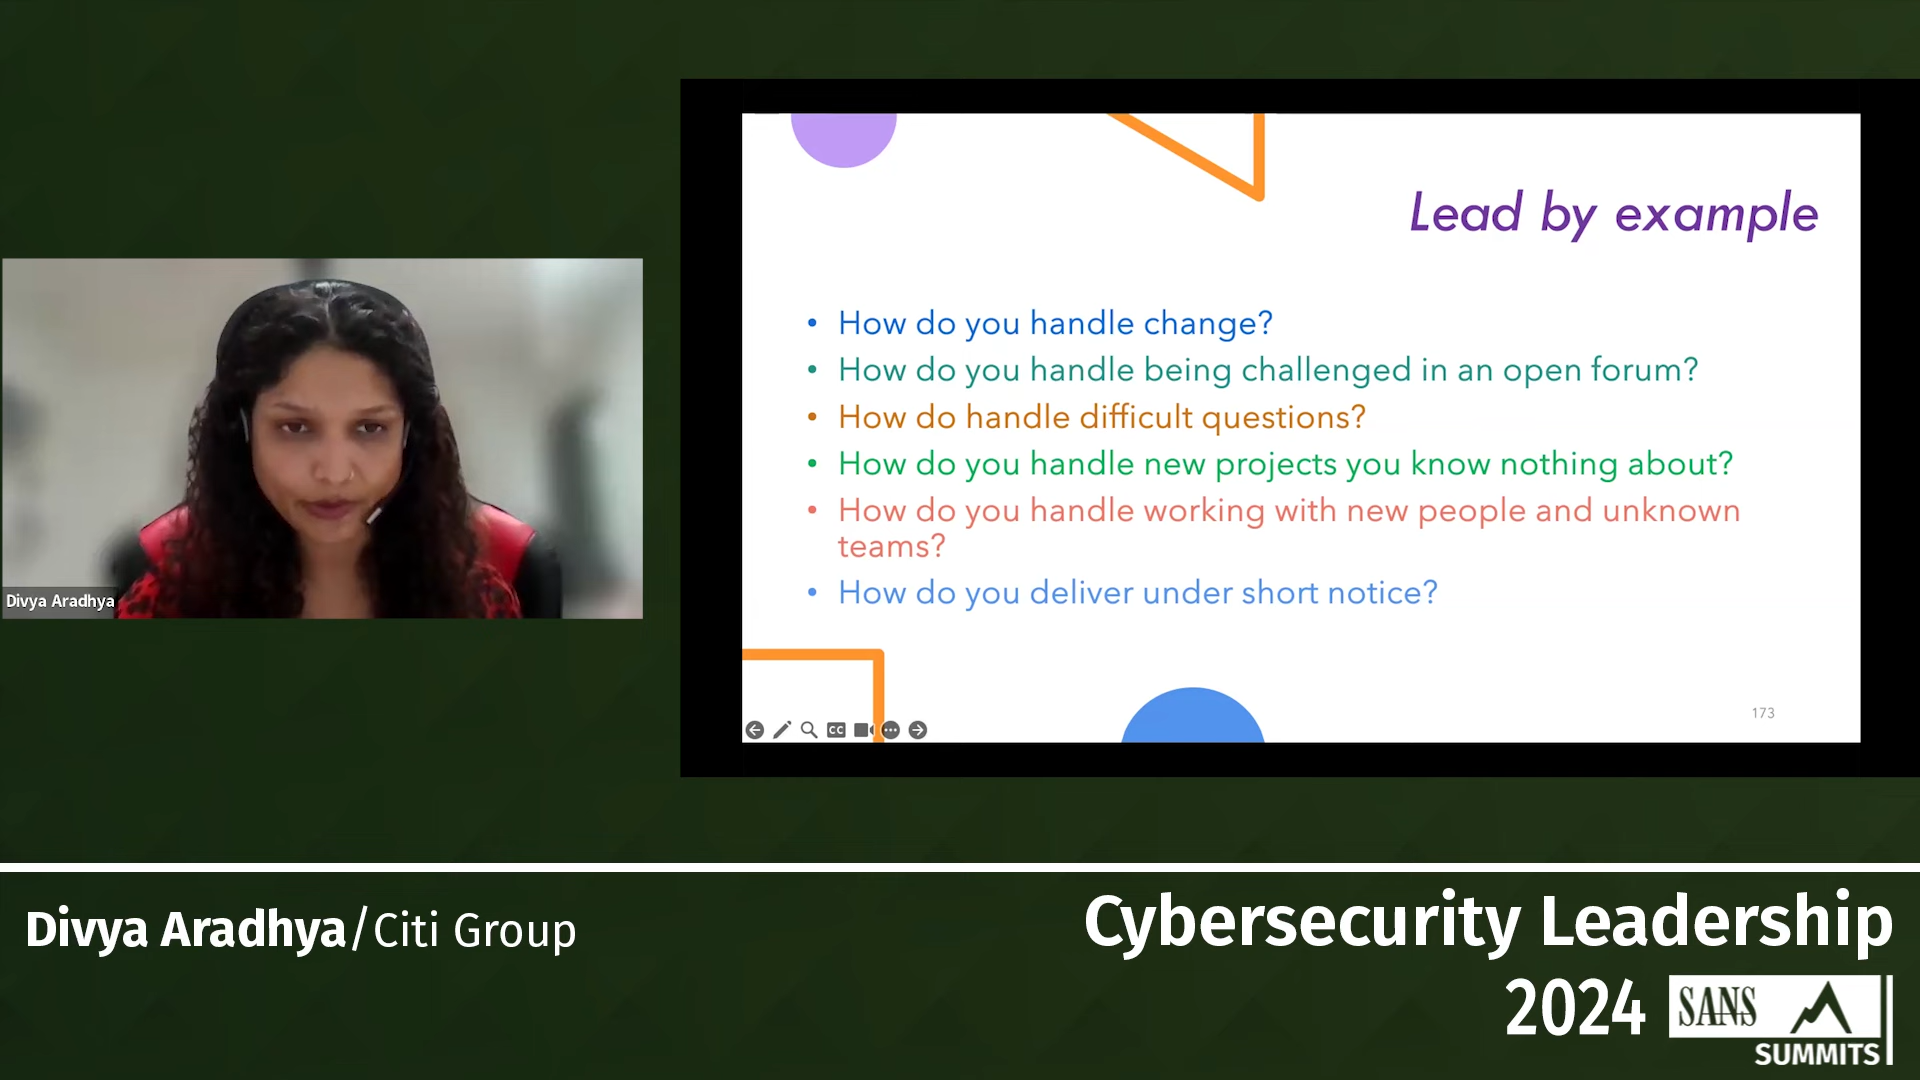 Lead by example
• How do you handle change?
• How do you handle being challenged in an open forum?
• How do handle difficult questions?
• How do you handle new projects you know nothing about?
• How do you handle working with new people and unknown
teams?
• How do you deliver under short notice?
CC
173
Divya Aradhya
Divya Aradhya/Citi Group
Cybersecurity Leadership
2024
SANS
SUMMITS